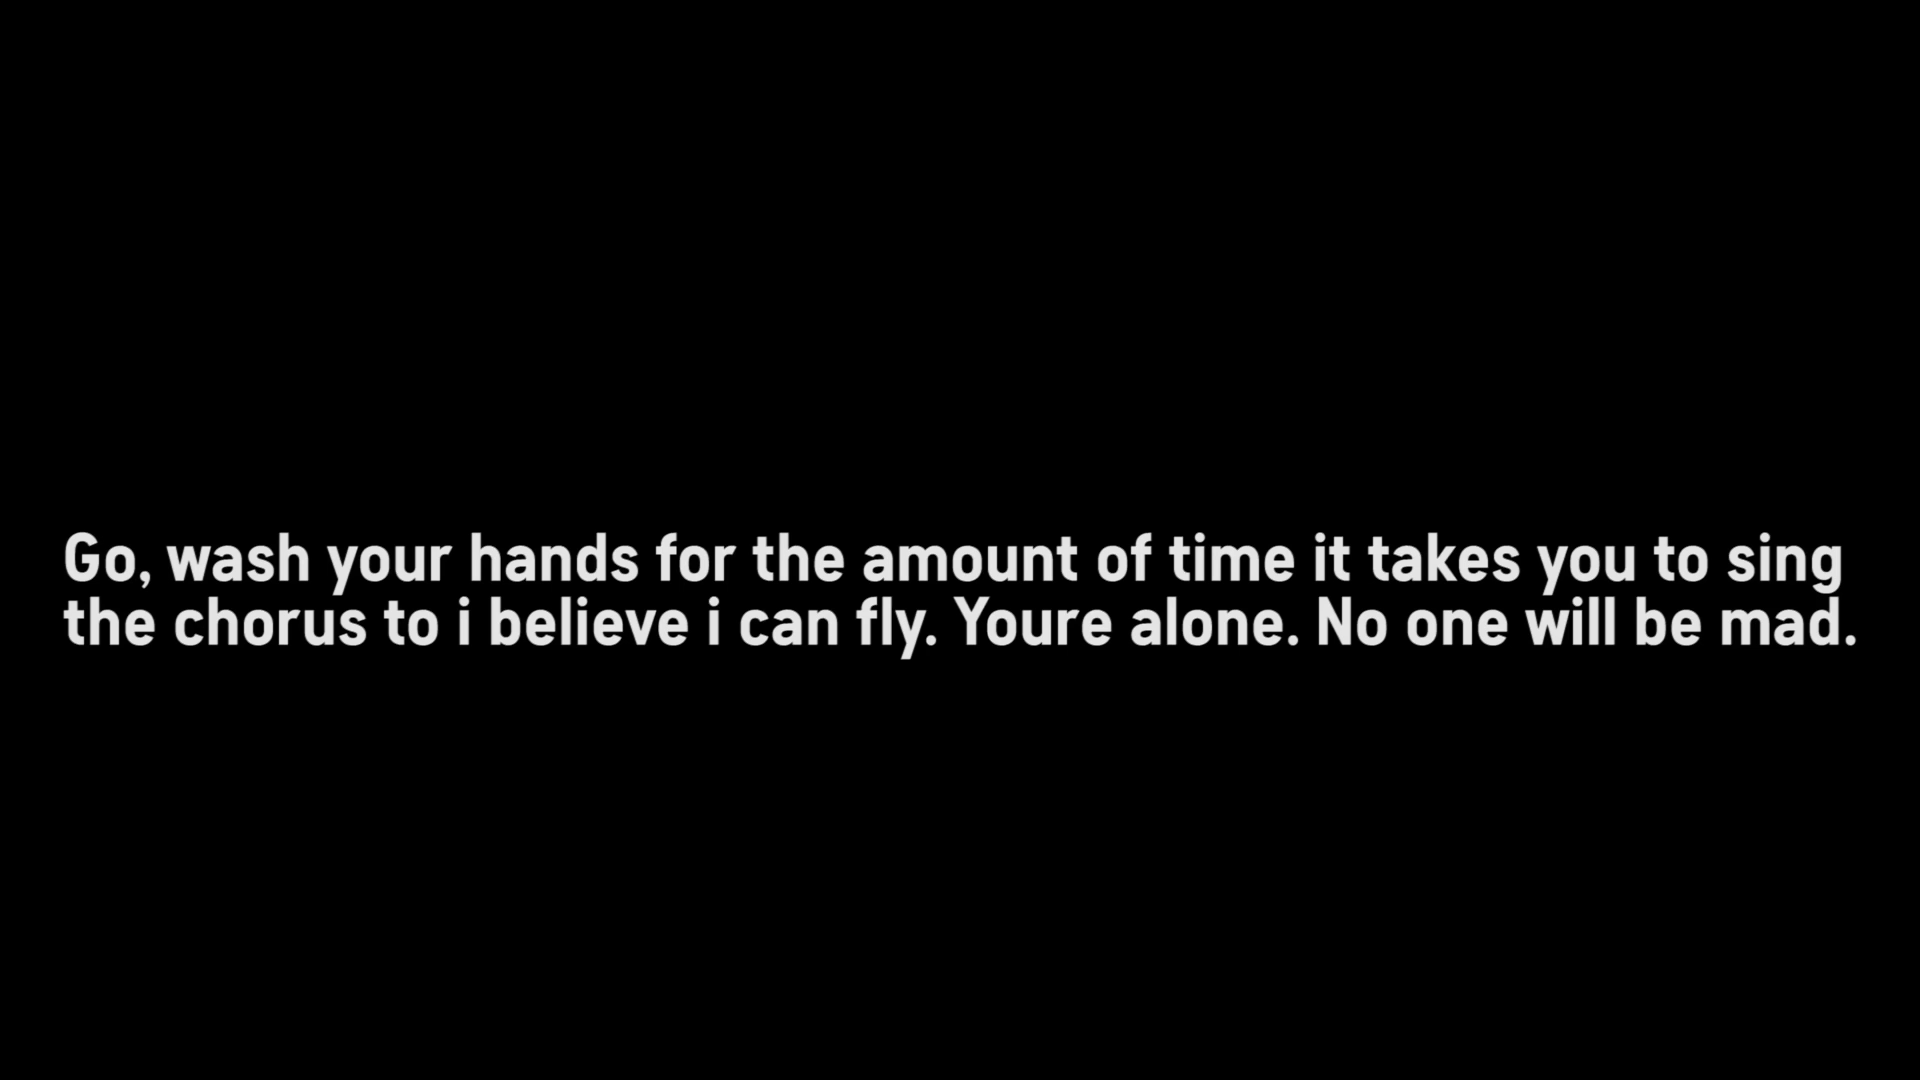 Go, wash your hands for the amount of time it takes you to sing
the chorus to i believe i can fly. Youre alone. No one will be mad.